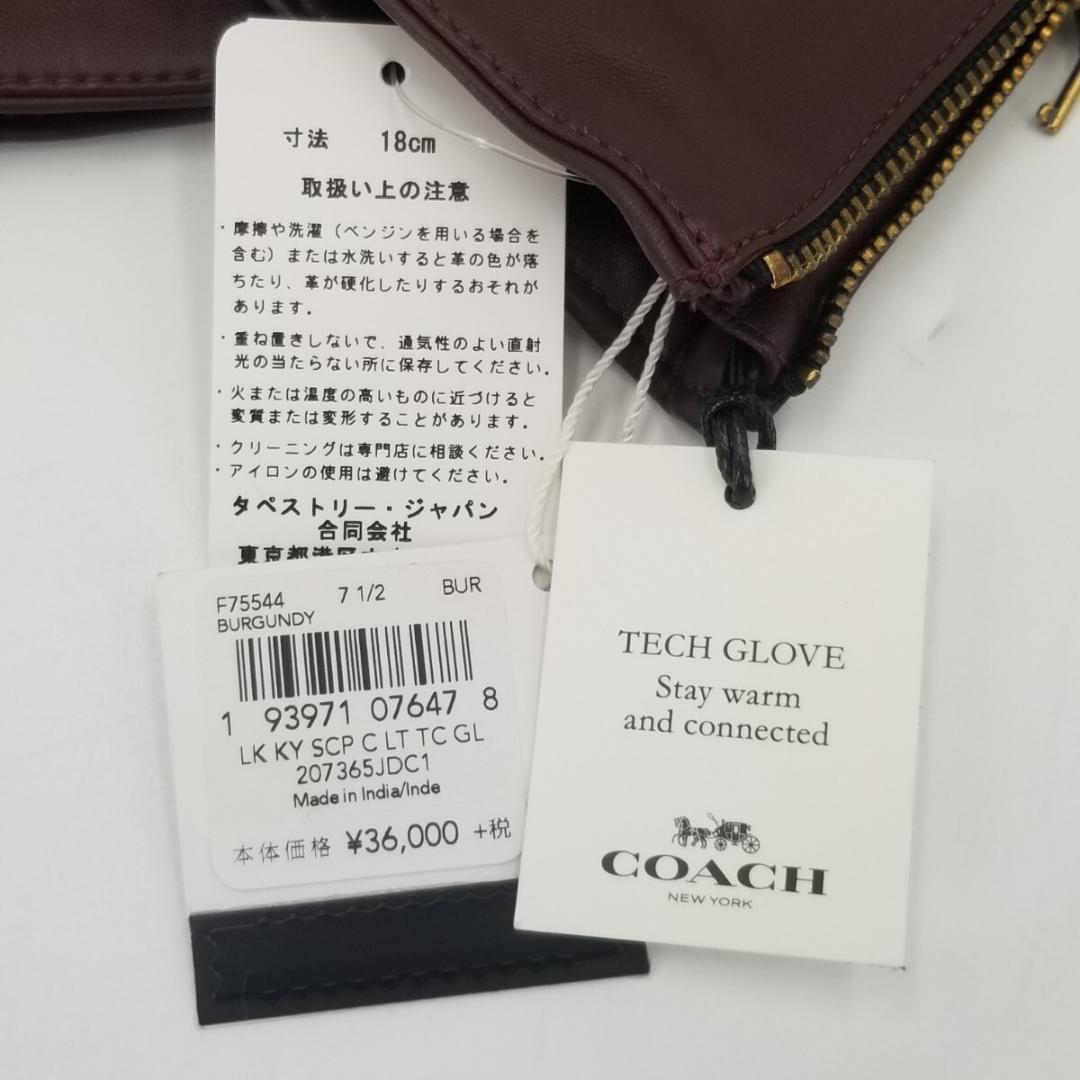 寸法 18cm
取扱い上の注意
・摩擦や洗濯（ベンジンを用いる場合を
含む）または水洗いすると革の色が落
ちたり、革が硬化したりするおそれが
あります。
・重ね置きしないで、通気性のよい直射
光の当たらない所に保存してください。
・火または温度の高いものに近づけると
変質または変形することがあります。
・クリーニングは専門店に相談ください。
・アイロンの使用は避けてください。
タペストリー・ジャパン
合同会社
東京都港区
F75544 7 1/2 BUR
BURGUNDY
1 93971 07647 8
LK KY SCP C LT TC GL
207365JDC1
Made in India/Inde
本体価格 ¥36,000 +税
TECH GLOVE
Stay warm
and connected
COACH
NEW YORK